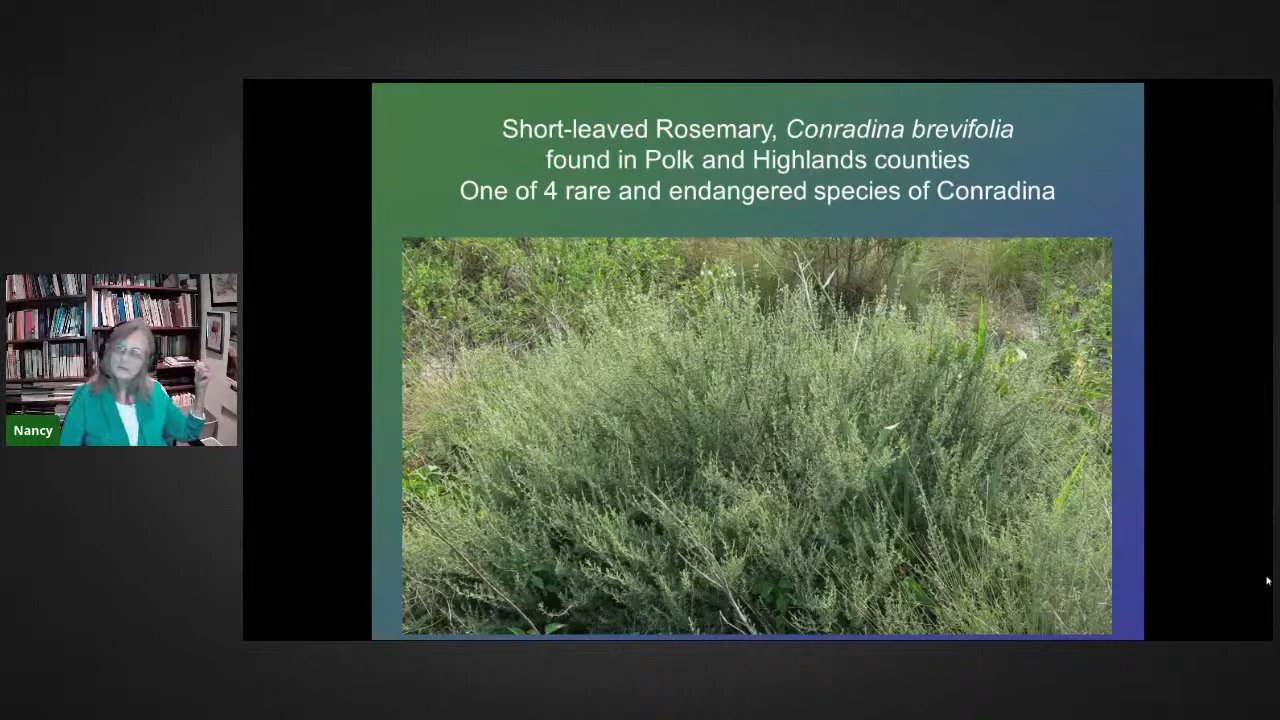 Short-leaved Rosemary, Conradina brevifolia
found in Polk and Highlands counties
One of 4 rare and endangered species of Conradina
Nancy